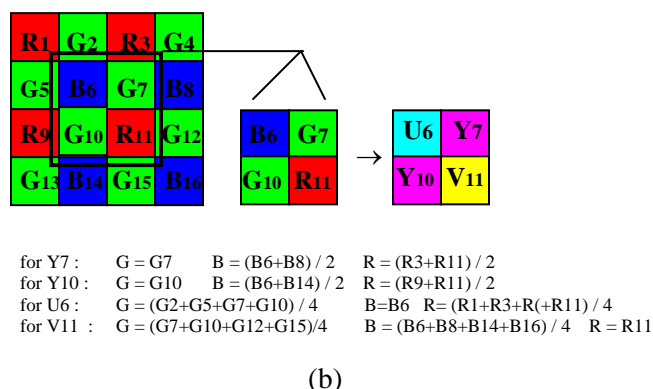 R1 G2 R3 G4
G5 B6 G7 B8
R9 G10 R11 G12
G13 B14 G15 B16
B6 G7
G10 R11
→
U6 Y7
Y10 V11
for Y7 : G = G7 B = (B6+B8) / 2 R = (R3+R11) / 2
for Y10 : G = G10 B = (B6+B14) / 2 R = (R9+R11) / 2
for U6 : G = (G2+G5+G7+G10) / 4 B=B6 R= (R1+R3+R(+R11) / 4
for V11 : G = (G7+G10+G12+G15)/4 B = (B6+B8+B14+B16) / 4 R = R11
(b)